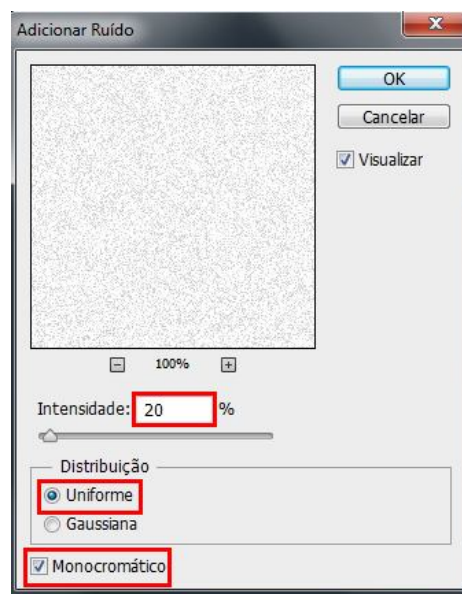 Adicionar Ruído
OK
Cancelar
Visualizar
100%
Intensidade: 20 %
Distribuição
Uniforme
Gaussiana
Monocromático